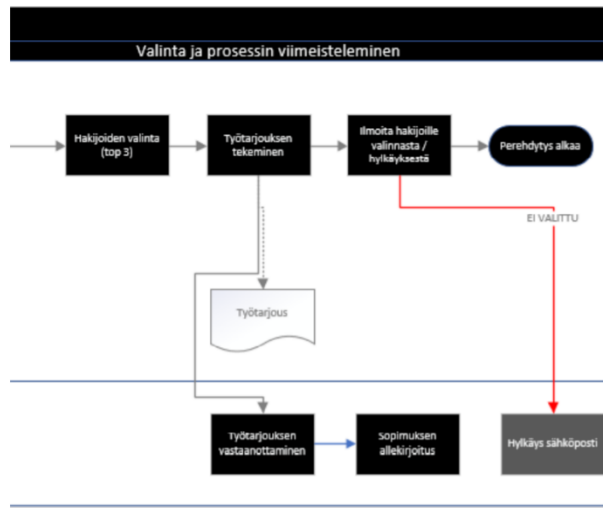 Valinta ja prosessin viimeisteleminen
Hakijoiden valinta
(top 3)
Työtarjouksen
tekeminen
Ilmoita hakijoille
valinnasta /
hylkäyksestä
Perehdytys alkaa
EI VALITTU
Työtarjous
Työtarjouksen
vastaanottaminen
Sopimuksen
allekirjoitus
Hylkäys sähköposti